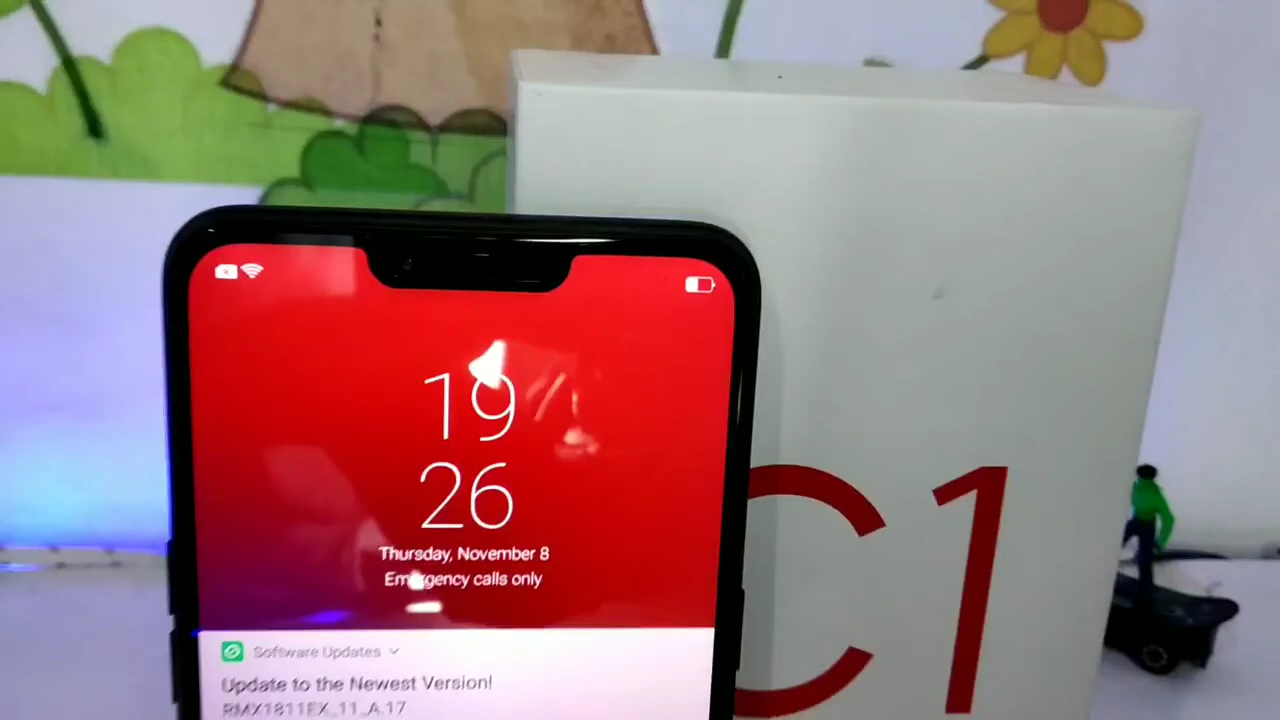 19
26
Thursday, November 8
Emergency calls only
Software Updates
Update to the Newest Version!
RMX1811EX_11_A.17
C1